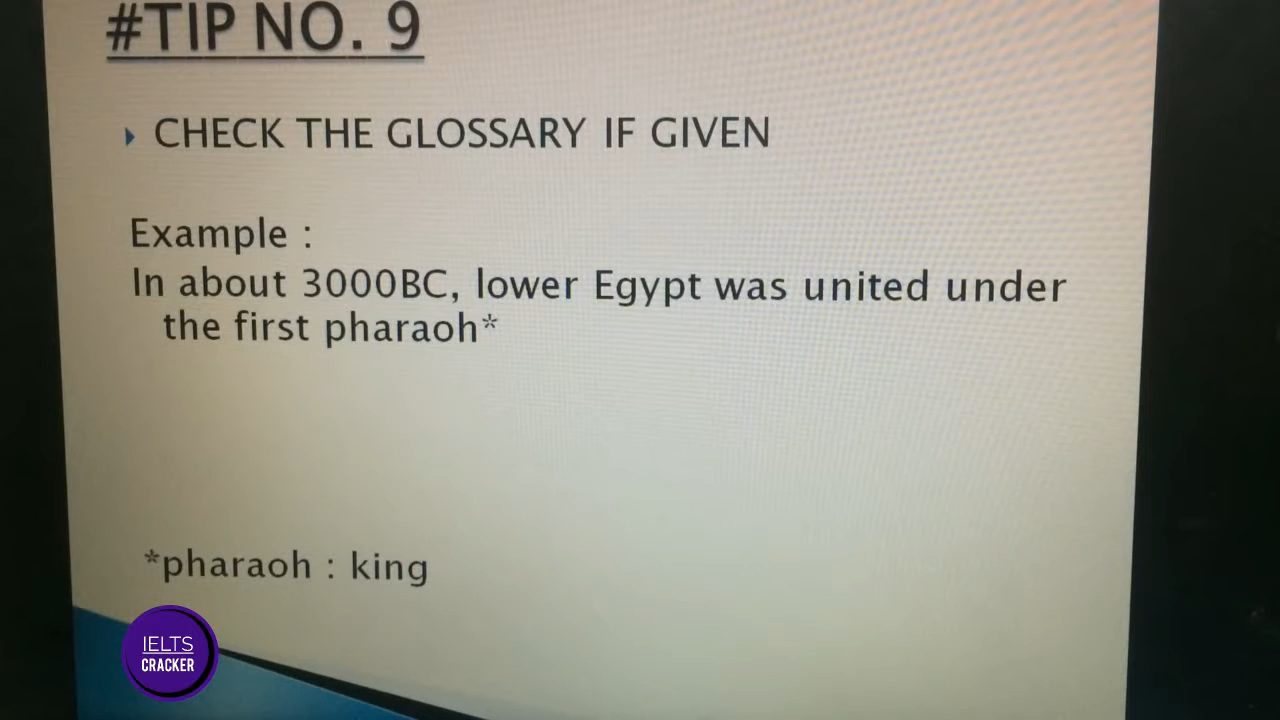 #TIP NO. 9
CHECK THE GLOSSARY IF GIVEN
Example :
In about 3000BC, lower Egypt was united under
the first pharaoh*
*pharaoh : king
IELTS
CRACKER